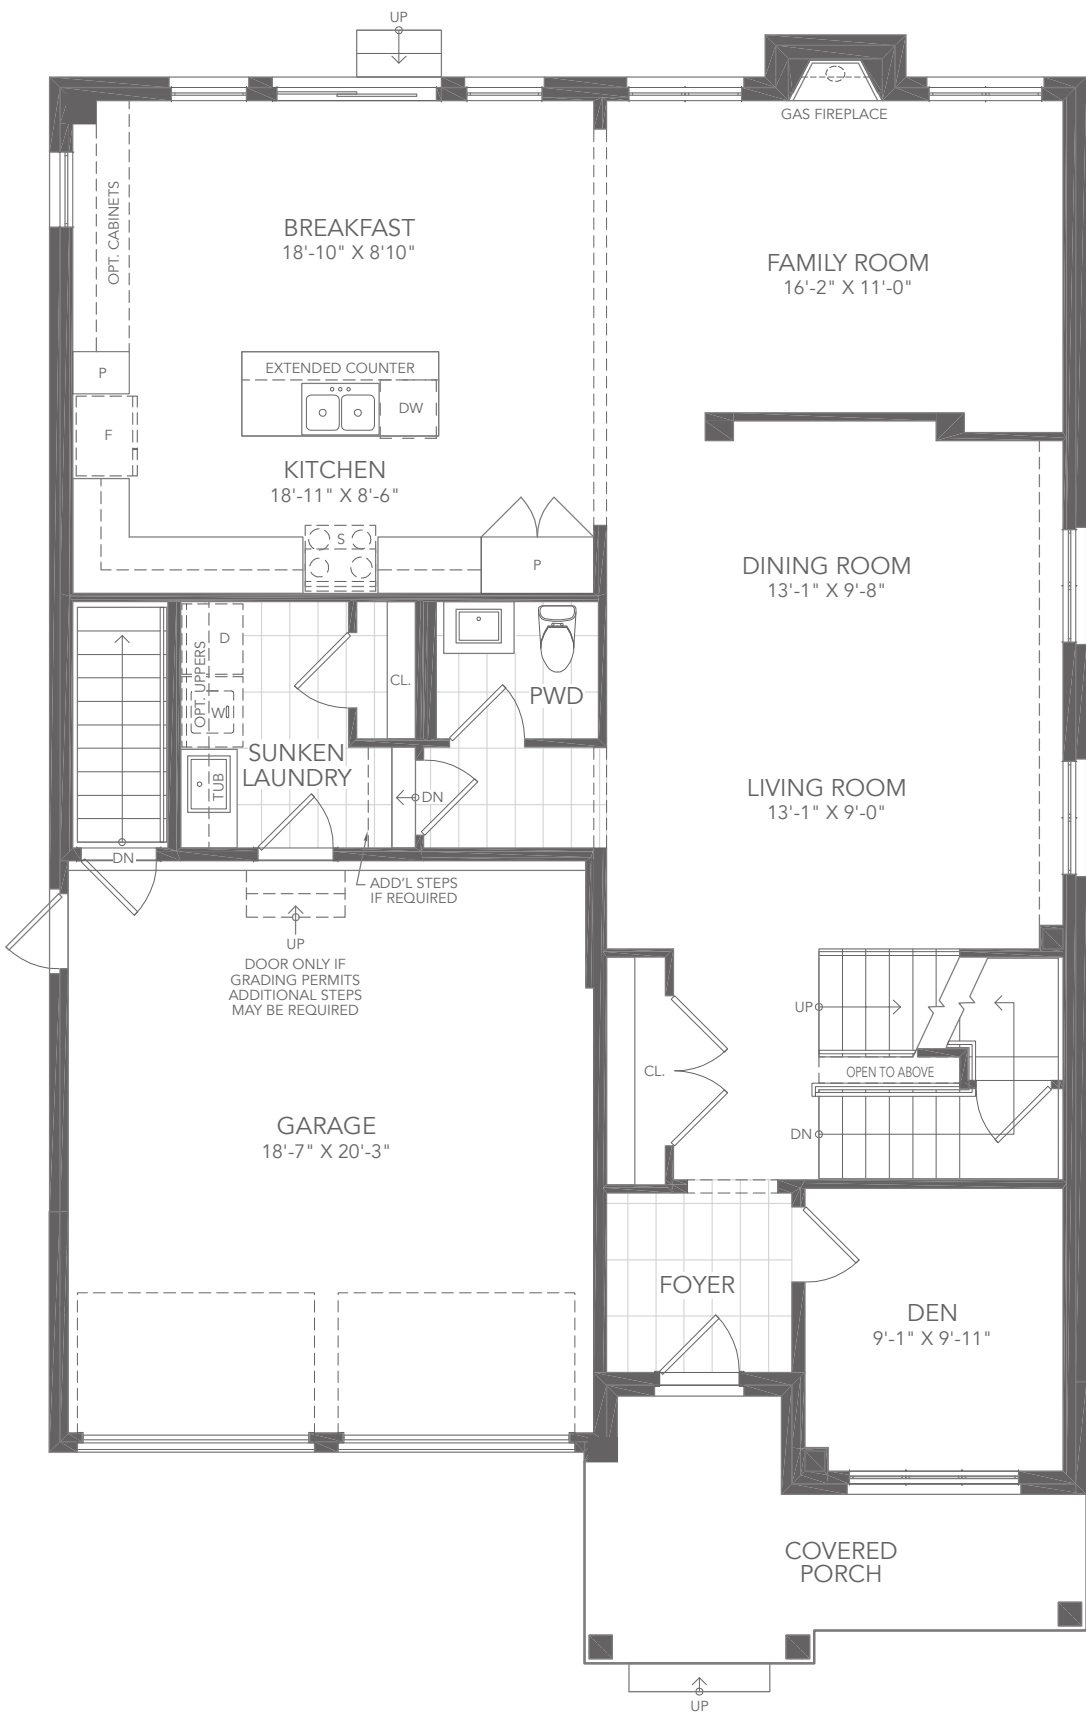 UP
GAS FIREPLACE
OPT. CABINETS
BREAKFAST
18'-10" X 8'10"
FAMILY ROOM
16'-2" X 11'-0"
P
EXTENDED COUNTER
DW
F
KITCHEN
18'-11" X 8'-6"
S
P
DINING ROOM
13'-1" X 9'-8"
D
OPT. UPPERS
W
CL.
PWD
SUNKEN
LAUNDRY
TUB
DN
LIVING ROOM
13'-1" X 9'-0"
DN
ADD'L STEPS
IF REQUIRED
UP
DOOR ONLY IF
GRADING PERMITS
ADDITIONAL STEPS
MAY BE REQUIRED
UP
CL.
OPEN TO ABOVE
GARAGE
18'-7" X 20'-3"
DN
FOYER
DEN
9'-1" X 9'-11"
COVERED
PORCH
UP